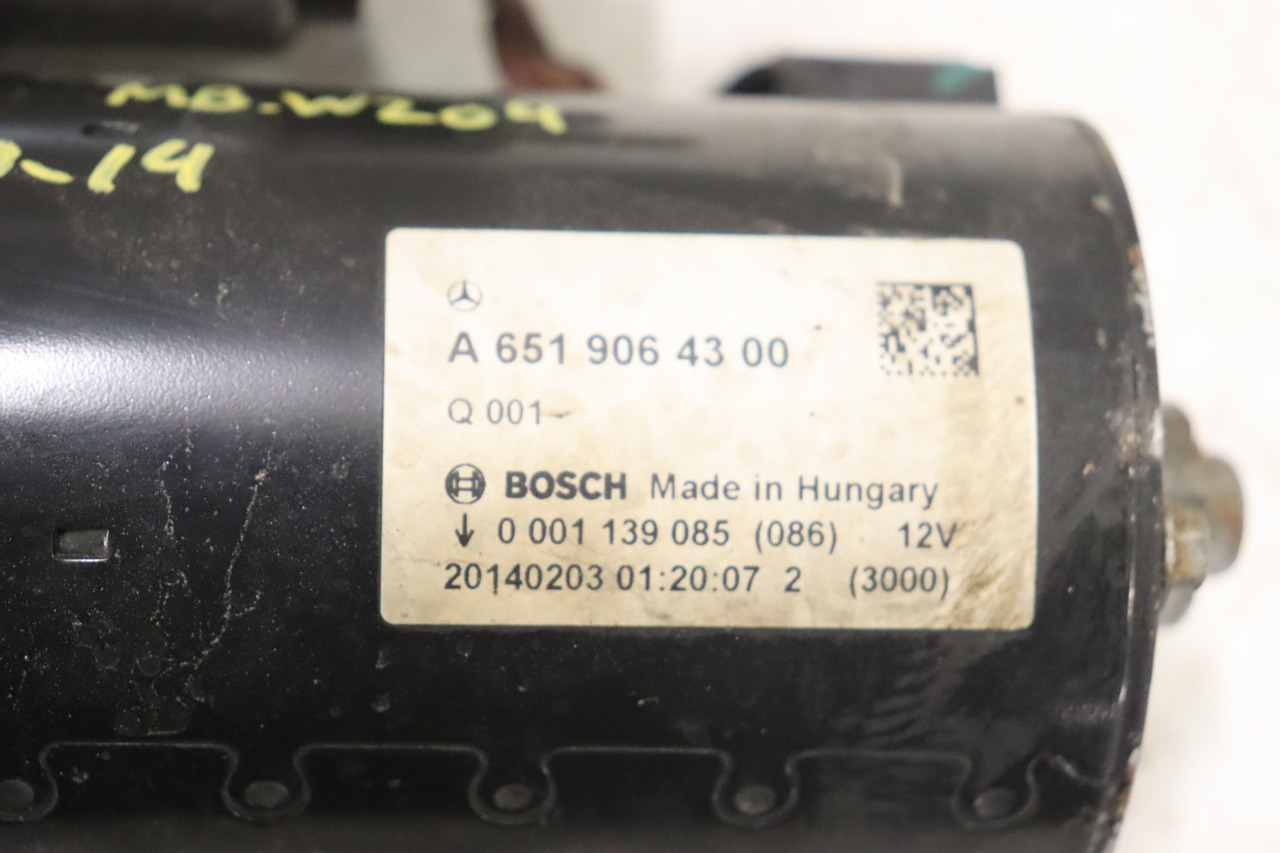 MB.W204
-14
A 651 906 43 00
Q 001
BOSCH Made in Hungary
↓ 0 001 139 085 (086) 12V
20140203 01:20:07 2 (3000)